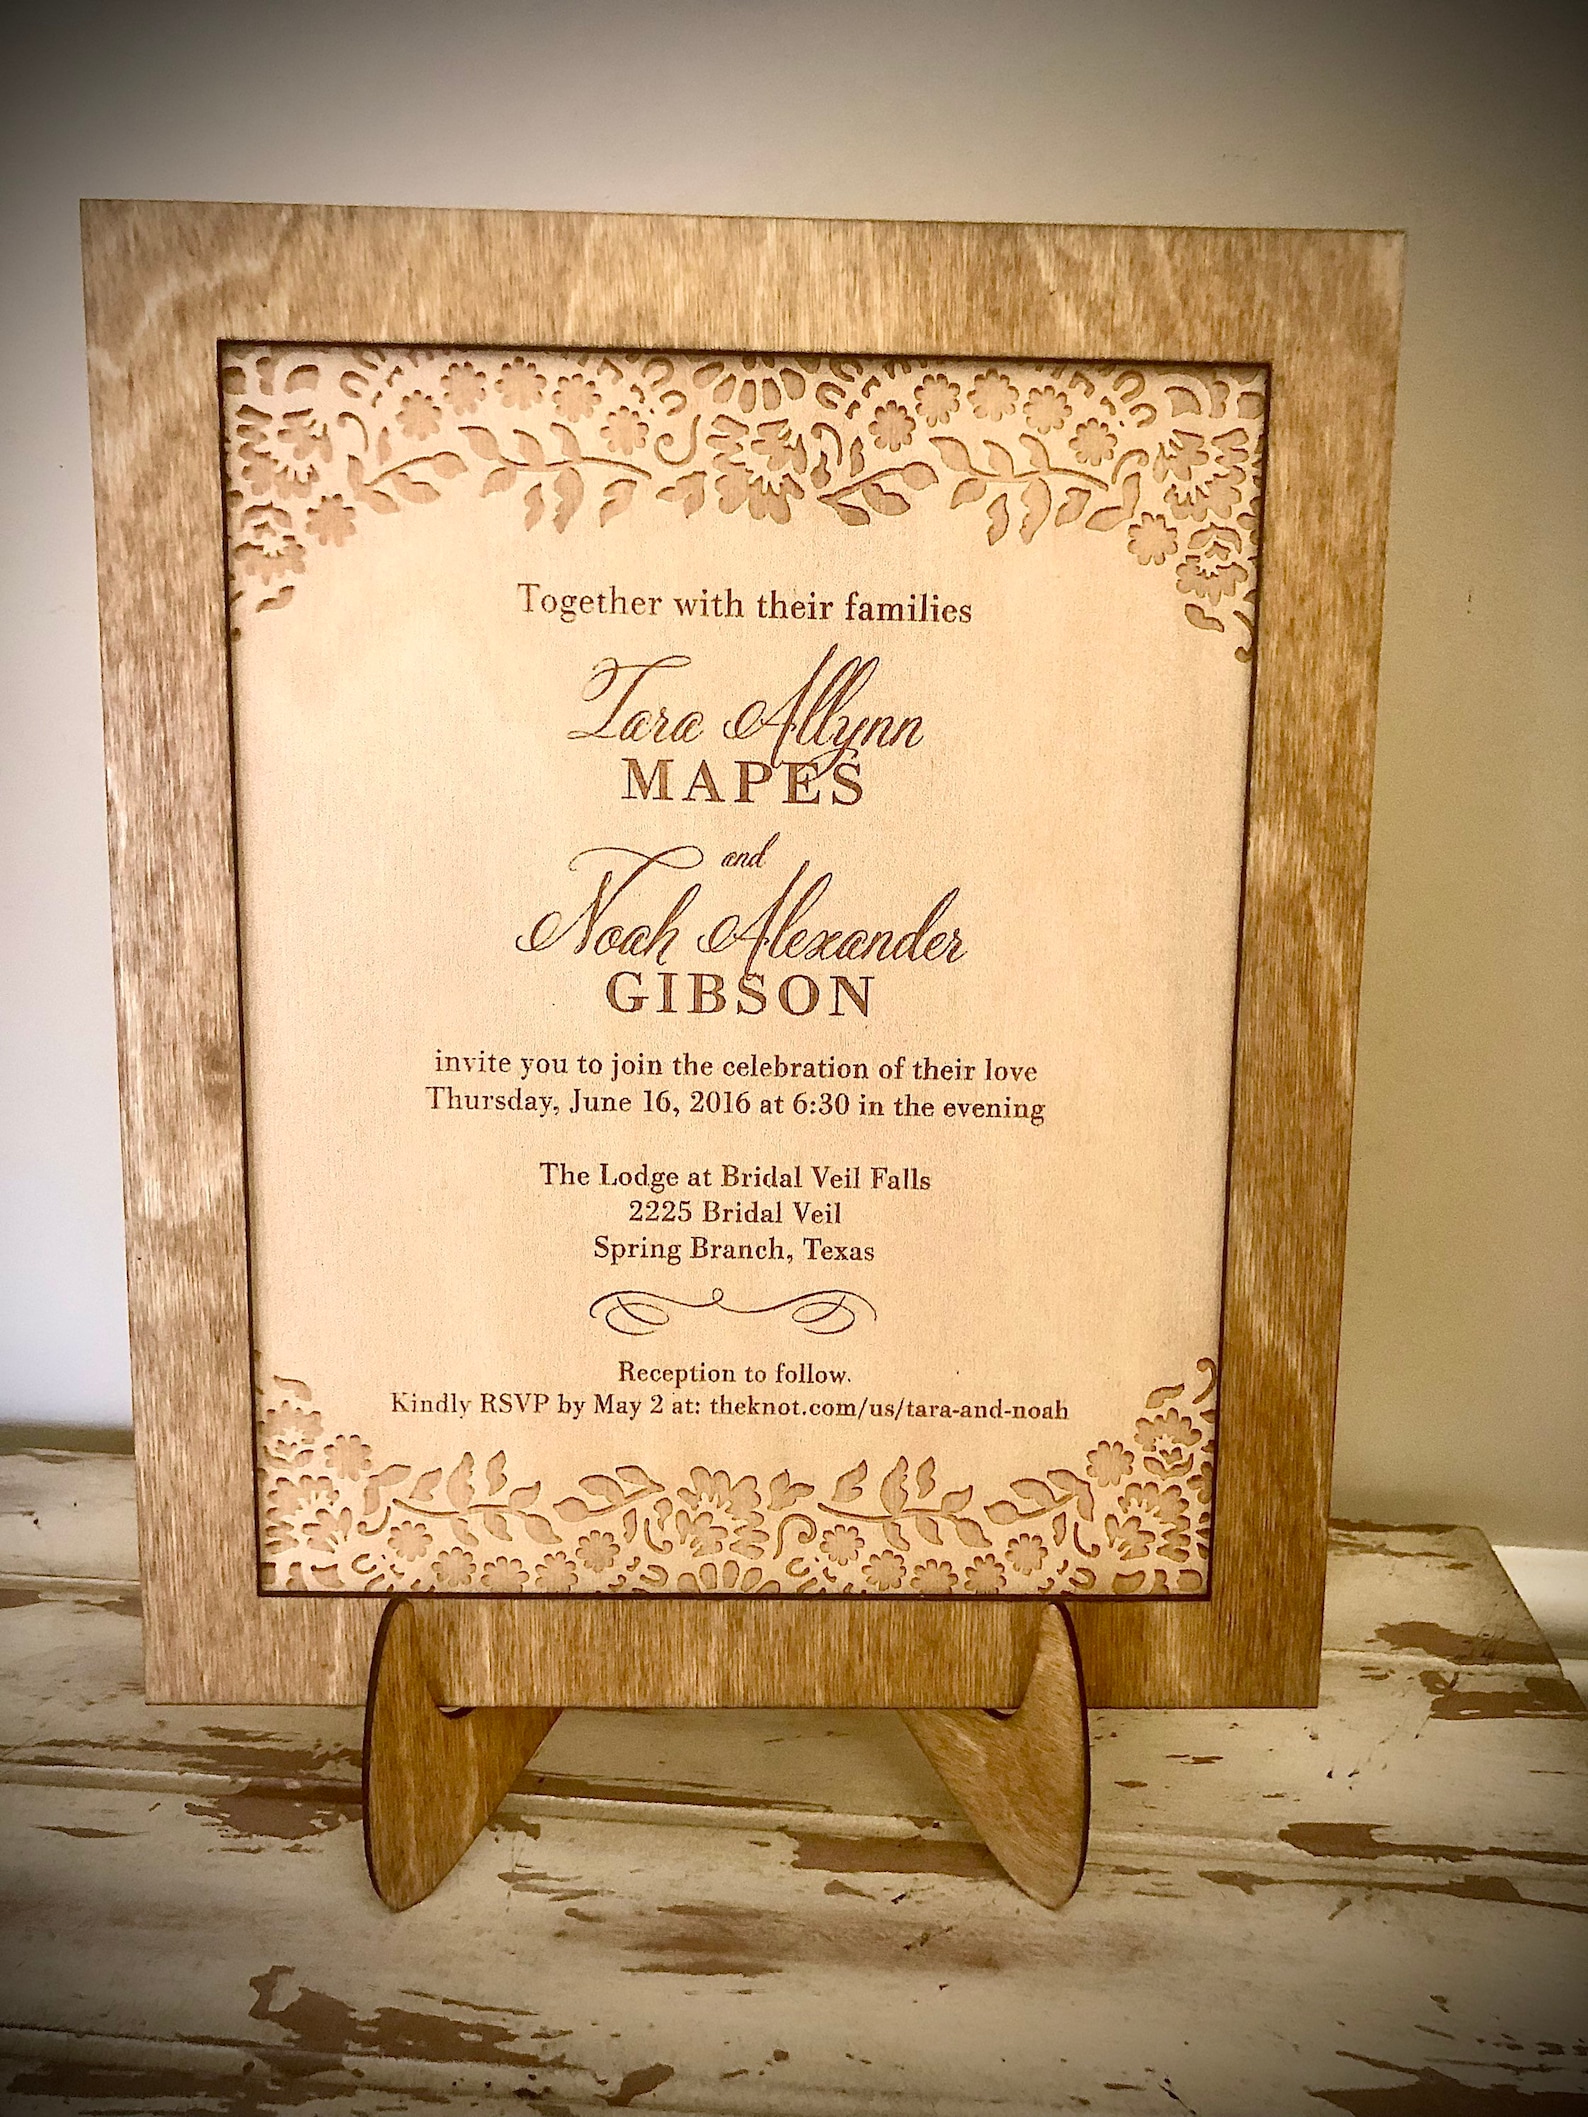 Together with their families
Tara Allynn
MAPES
and
Noah Alexander
GIBSON
invite you to join the celebration of their love
Thursday, June 16, 2016 at 6:30 in the evening
The Lodge at Bridal Veil Falls
2225 Bridal Veil
Spring Branch, Texas
Reception to follow.
Kindly RSVP by May 2 at: theknot.com/us/tara-and-noah